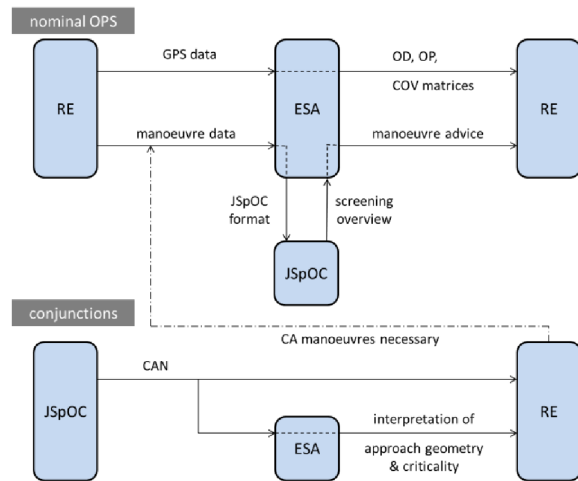 nominal OPS
GPS data
OD, OP,
COV matrices
RE
ESA
RE
manoeuvre data
manoeuvre advice
JSpOC
format
screening
overview
JSpOC
conjunctions
CA manoeuvres necessary
CAN
JSpOC
RE
interpretation of
approach geometry
& criticality
ESA